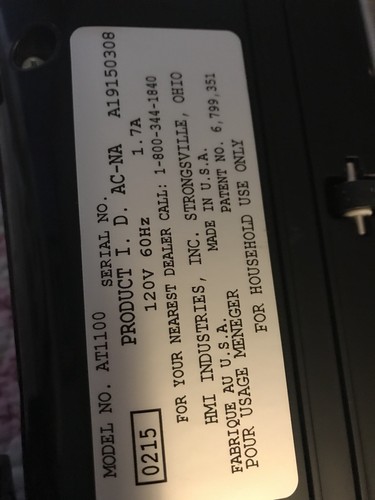 MODEL NO. AT1100 SERIAL NO.
PRODUCT I. D. AC-NA A19150308
0215 120V 60Hz 1.7A
FOR YOUR NEAREST DEALER CALL: 1-800-344-1840
HMI INDUSTRIES, INC. STRONGSVILLE, OHIO
MADE IN U.S.A.
FABRIQUE AU U.S.A. PATENT NO. 6,799,351
POUR USAGE MENEGER
FOR HOUSEHOLD USE ONLY